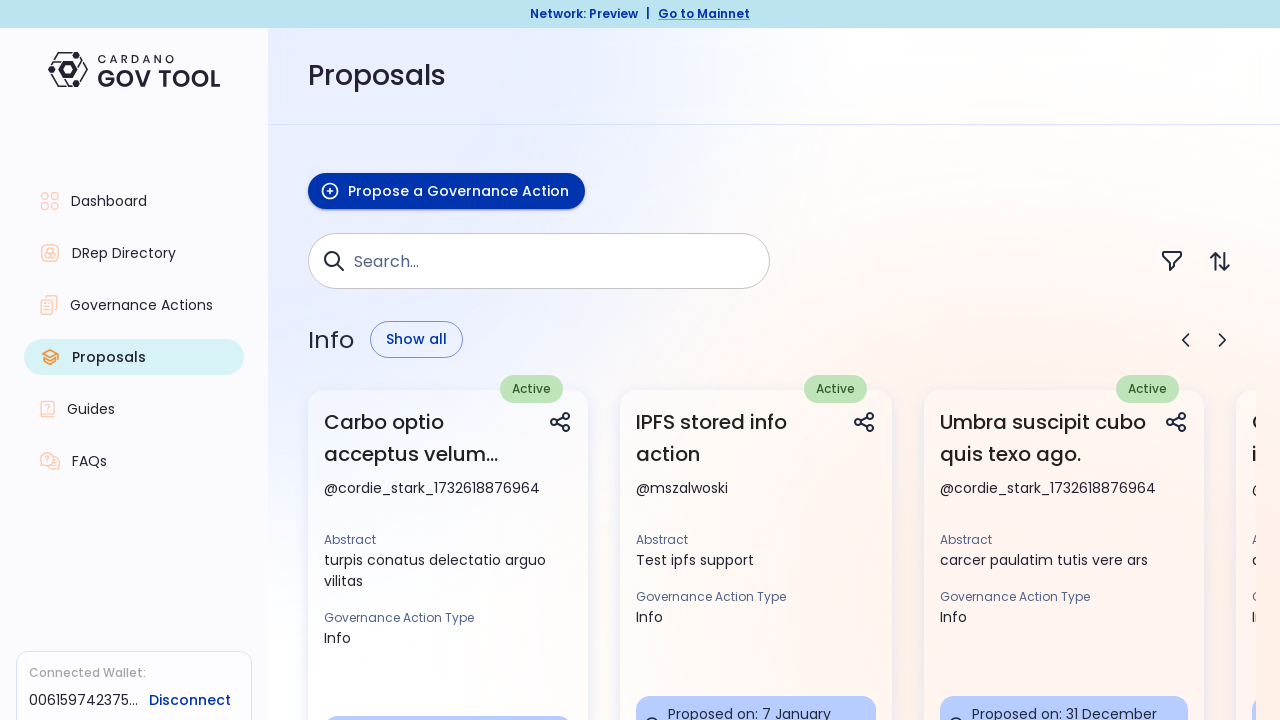 Network: Preview | Go to Mainnet
CARDANO
GOV TOOL
Proposals
Dashboard
DRep Directory
Governance Actions
Proposals
Guides
FAQs
Connected Wallet:
006159742375... Disconnect
Propose a Governance Action
Search...
Info
Show all
Active
Carbo optio
acceptus velum...
@cordie_stark_1732618876964
Abstract
turpis conatus delectatio arguo
vilitas
Governance Action Type
Info
Active
IPFS stored info
action
@mszalwoski
Abstract
Test ipfs support
Governance Action Type
Info
Proposed on: 7 January
Active
Umbra suscipit cubo
quis texo ago.
@cordie_stark_1732618876964
Abstract
carcer paulatim tutis vere ars
Governance Action Type
Info
Proposed on: 31 December